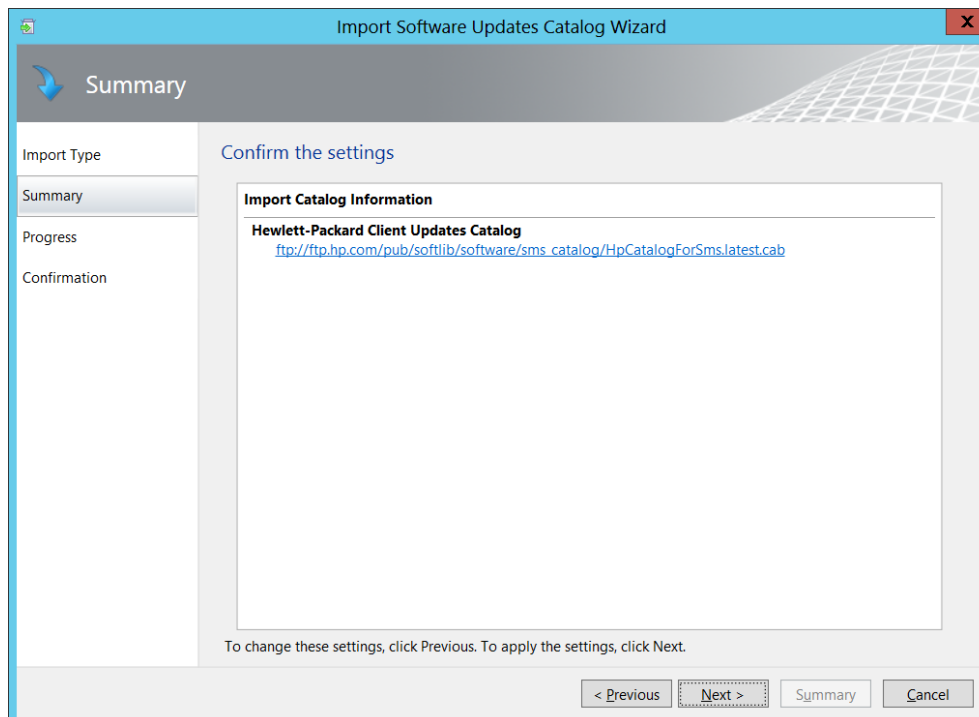 Import Software Updates Catalog Wizard
X
Summary
Import Type
Summary
Progress
Confirmation
Confirm the settings
Import Catalog Information
Hewlett-Packard Client Updates Catalog
ftp://ftp.hp.com/pub/softlib/software/sms_catalog/HpCatalogForSms.latest.cab
To change these settings, click Previous. To apply the settings, click Next.
< Previous Next > Summary Cancel